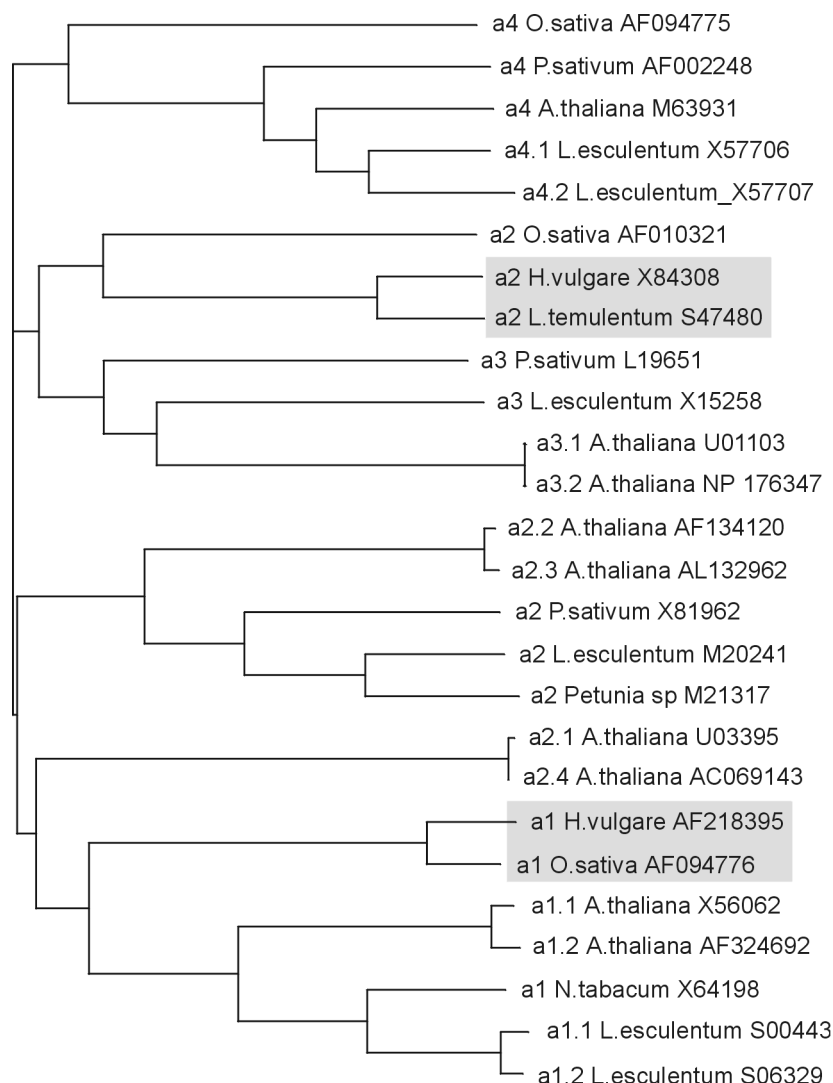 a4 O.sativa AF094775
a4 P.sativum AF002248
a4 A.thaliana M63931
a4.1 L.esculentum X57706
a4.2 L.esculentum_X57707
a2 O.sativa AF010321
a2 H.vulgare X84308
a2 L.temulentum S47480
a3 P.sativum L19651
a3 L.esculentum X15258
a3.1 A.thaliana U01103
a3.2 A.thaliana NP 176347
a2.2 A.thaliana AF134120
a2.3 A.thaliana AL132962
a2 P.sativum X81962
a2 L.esculentum M20241
a2 Petunia sp M21317
a2.1 A.thaliana U03395
a2.4 A.thaliana AC069143
a1 H.vulgare AF218395
a1 O.sativa AF094776
a1.1 A.thaliana X56062
a1.2 A.thaliana AF324692
a1 N.tabacum X64198
a1.1 L.esculentum S00443
a1.2 L.esculentum S06329